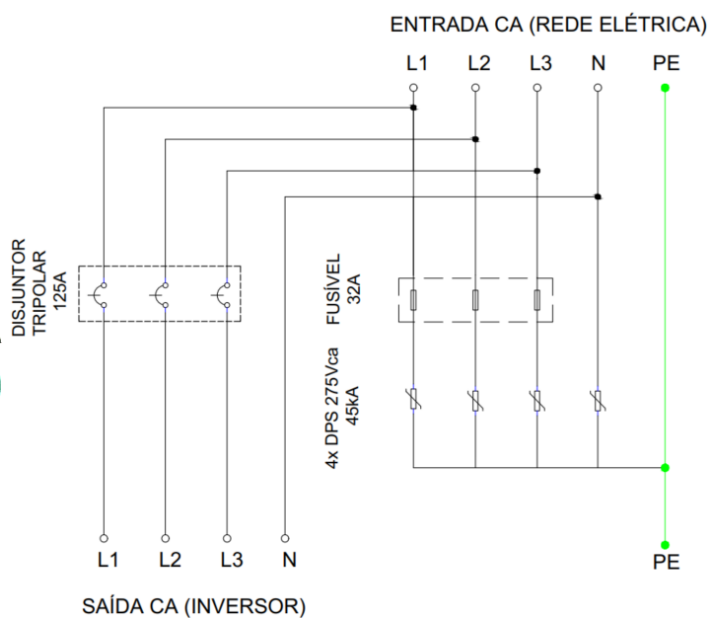 ENTRADA CA (REDE ELÉTRICA)
L1 L2 L3 N PE
DISJUNTOR
TRIPOLAR
125A
FUSÍVEL
32A
4x DPS 275Vca
45kA
L1 L2 L3 N
PE
SAÍDA CA (INVERSOR)